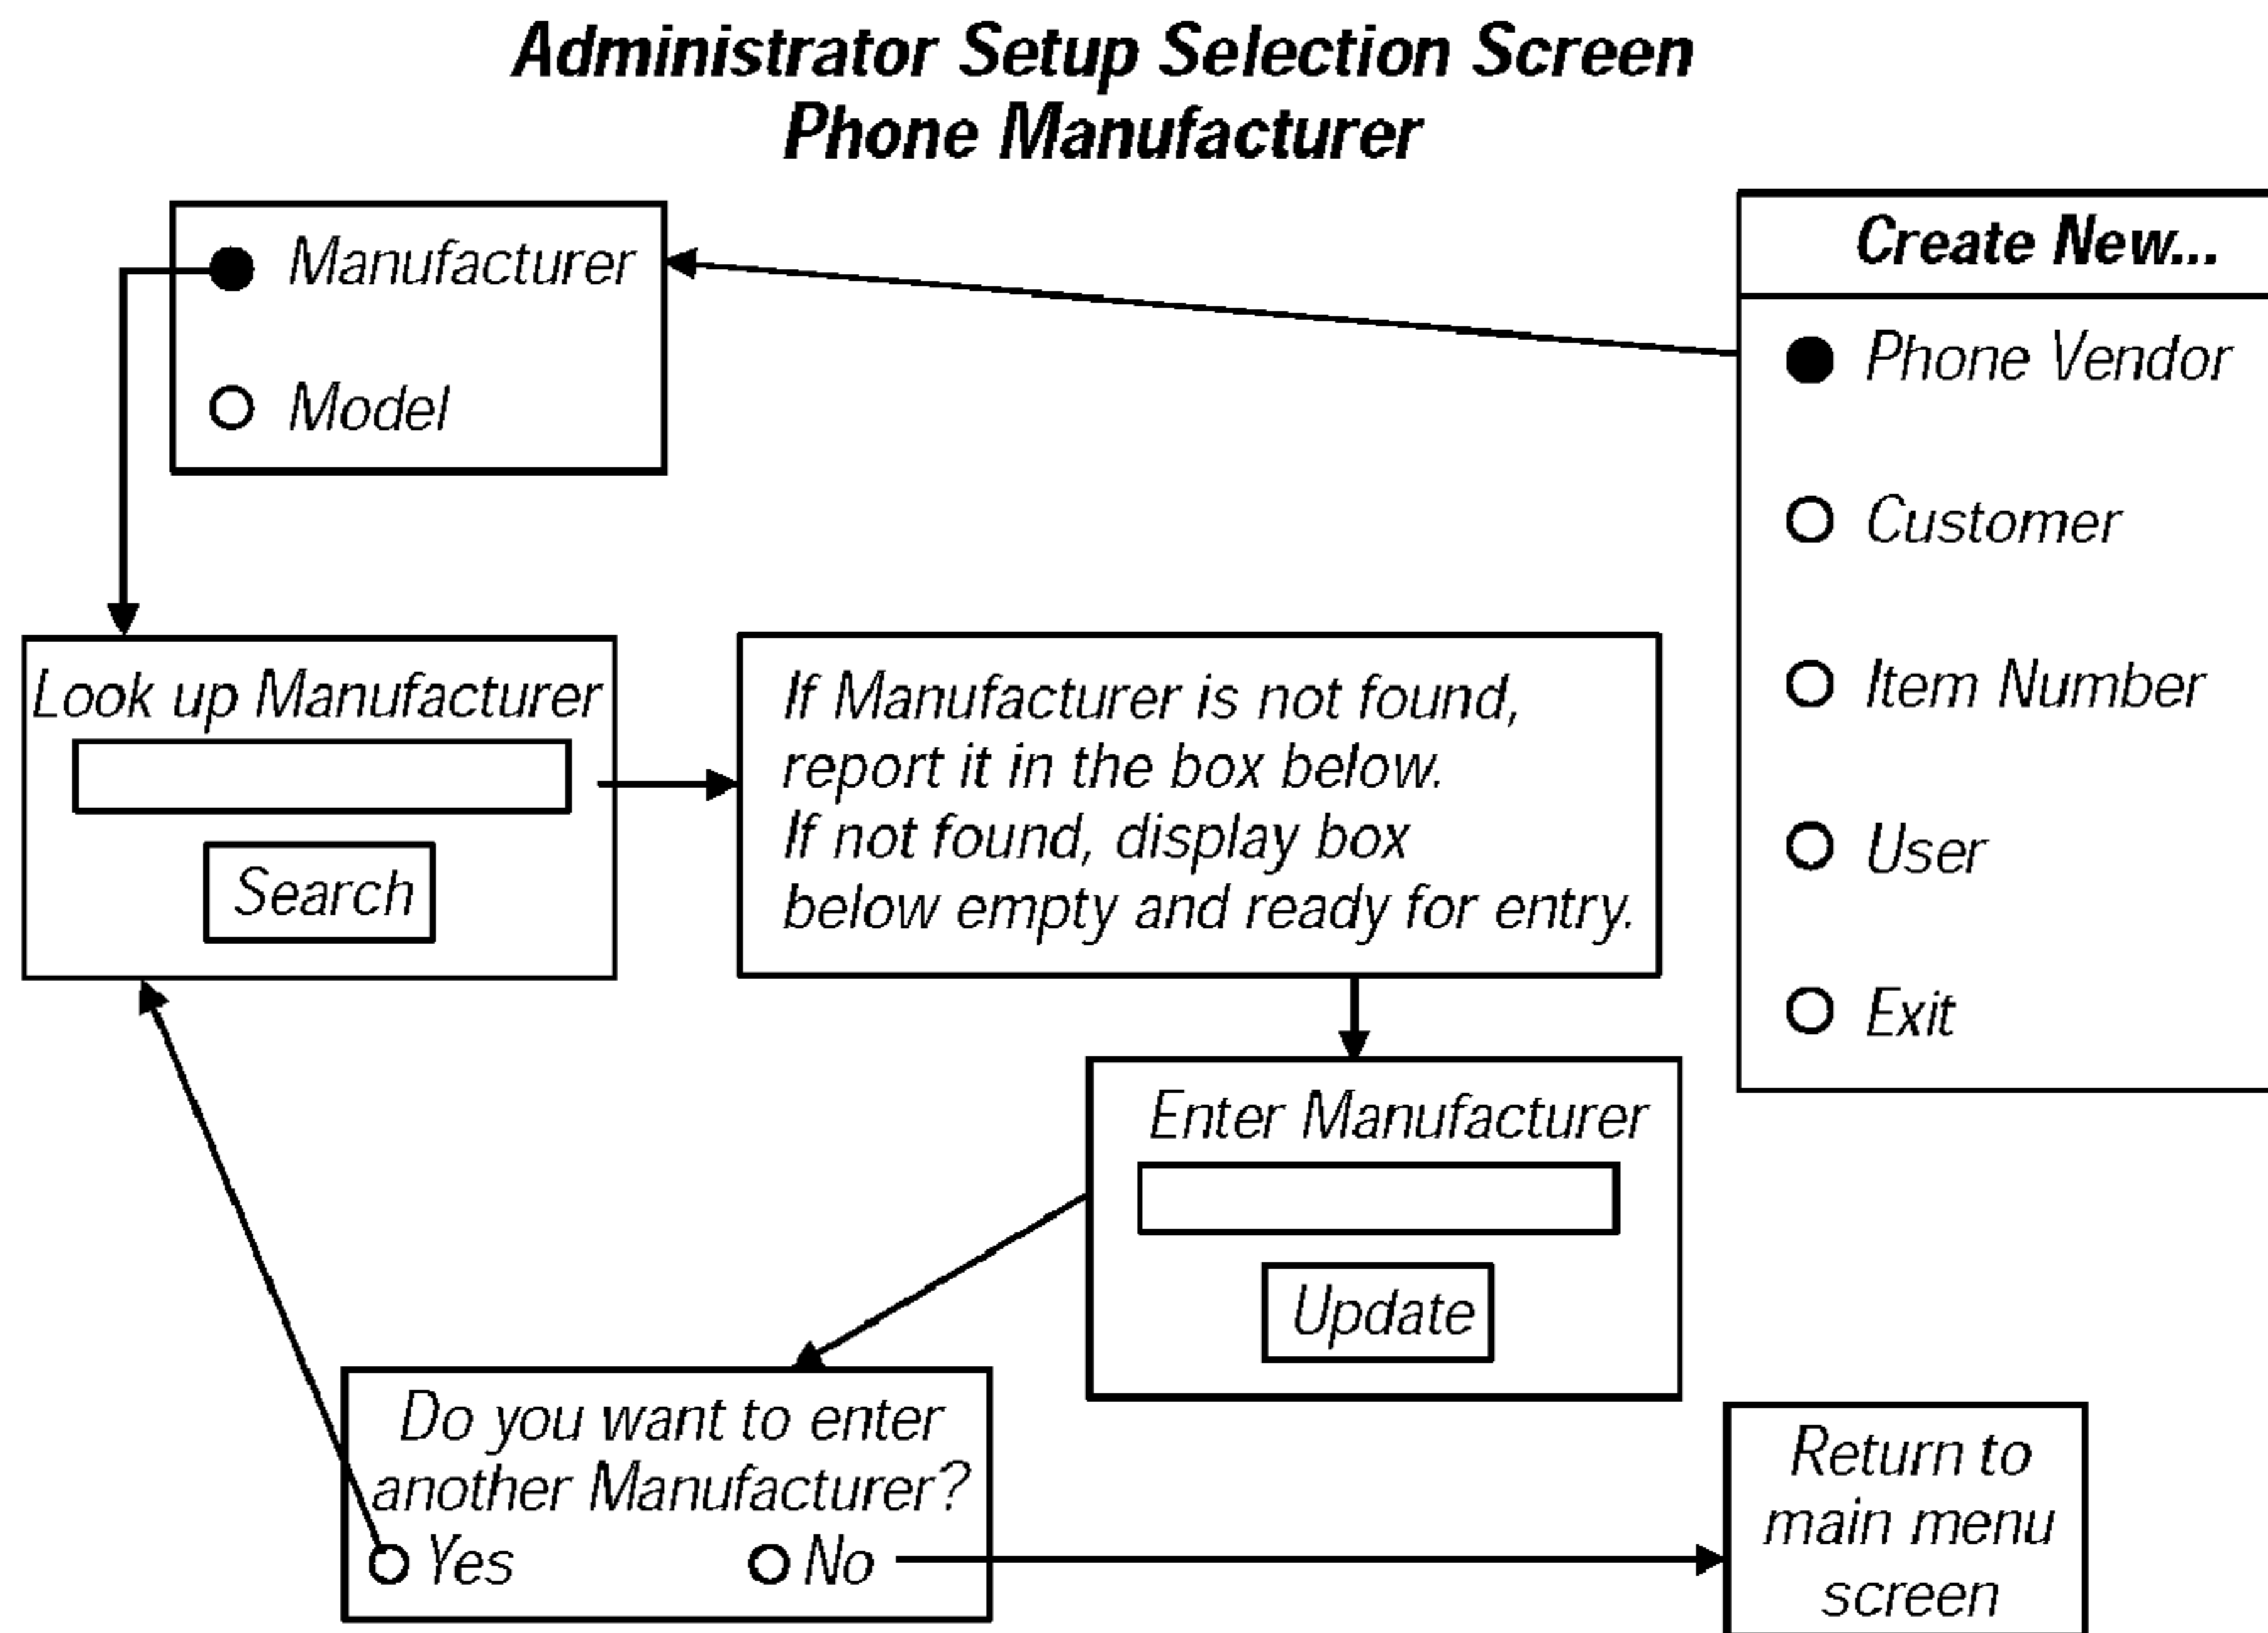 Administrator Setup Selection Screen
Phone Manufacturer
Manufacturer
Model
Create New...
Phone Vendor
Customer
Item Number
User
Exit
Look up Manufacturer
Search
If Manufacturer is not found,
report it in the box below.
If not found, display box
below empty and ready for entry.
Enter Manufacturer
Update
Do you want to enter
another Manufacturer?
Yes No
Return to
main menu
screen